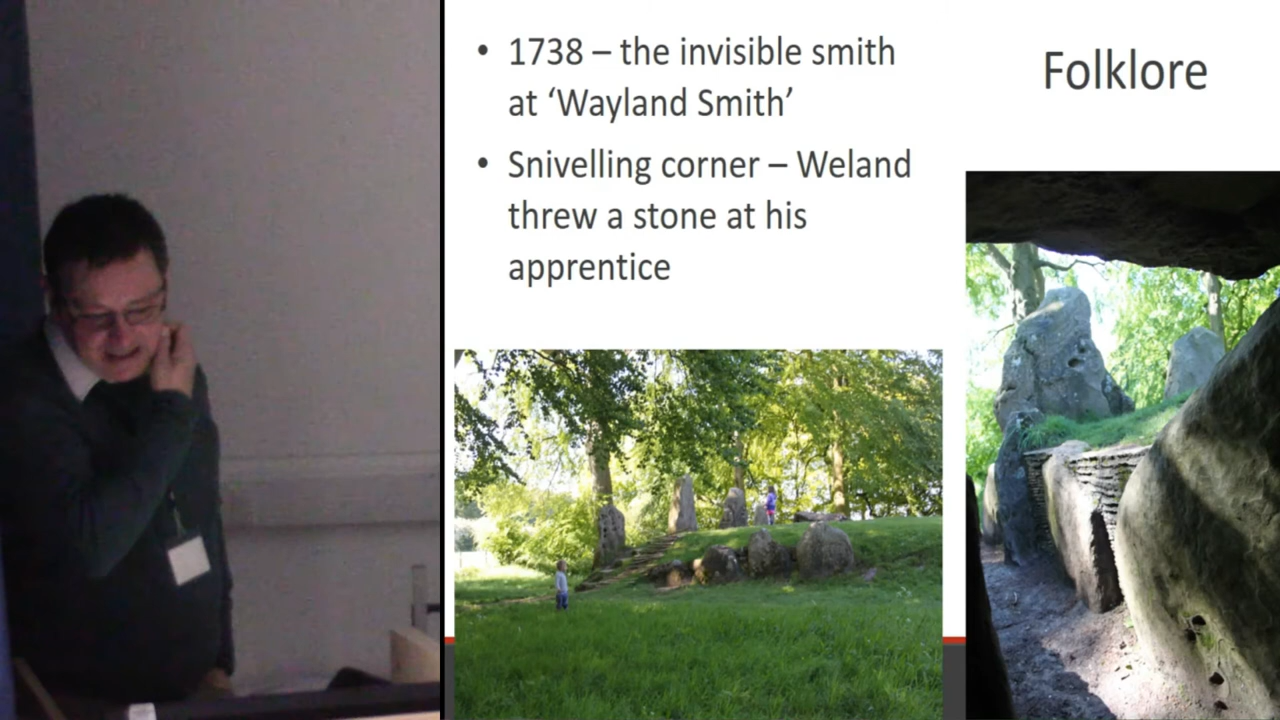 Folklore
• 1738 – the invisible smith
at ‘Wayland Smith’
• Snivelling corner – Weland
threw a stone at his
apprentice